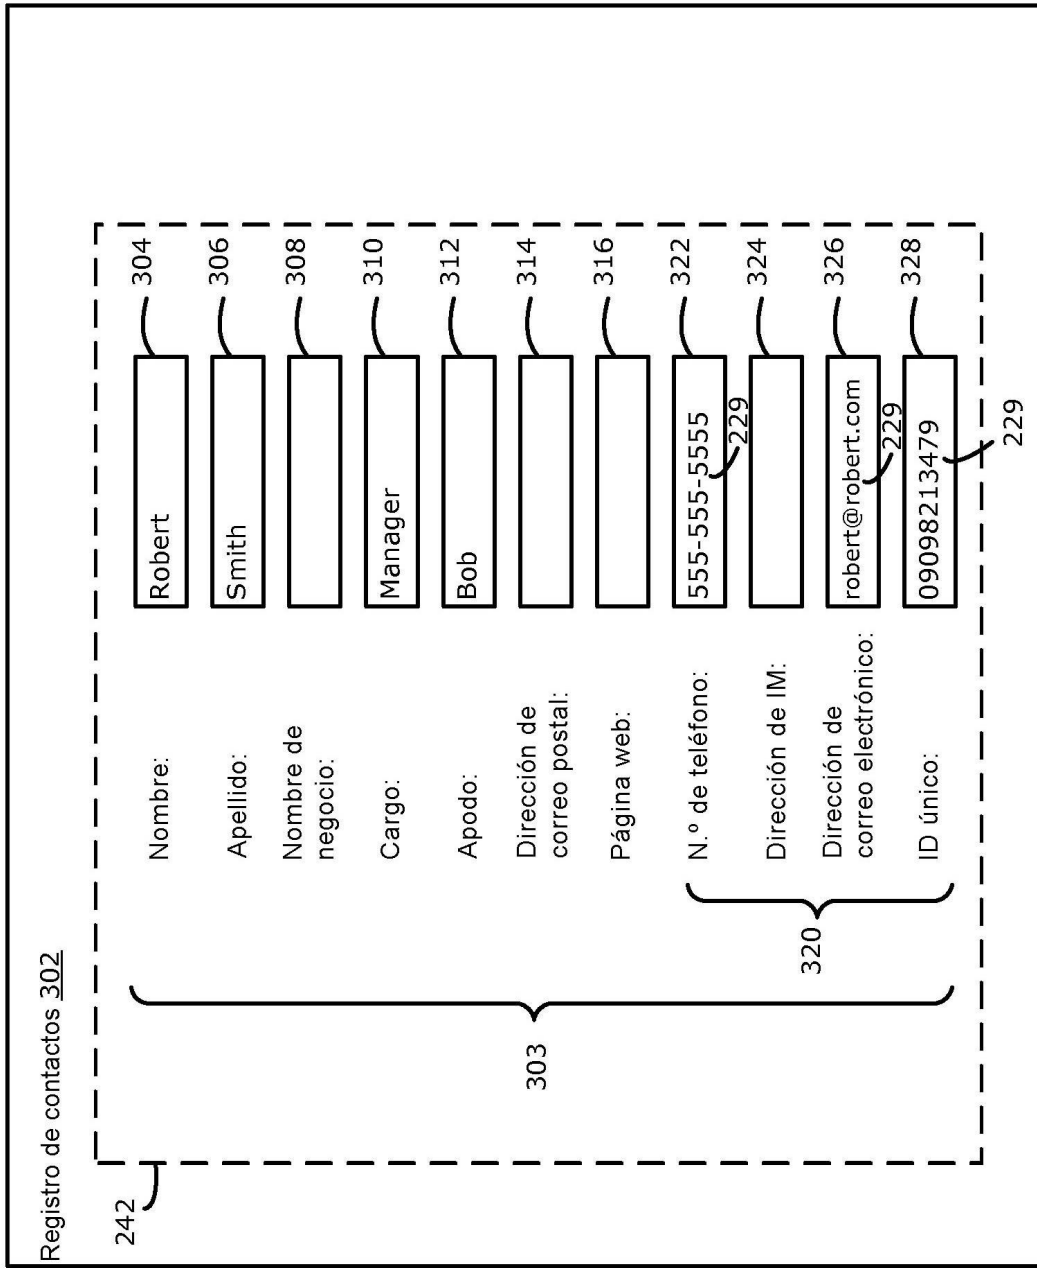 Registro de contactos 302
242
303
320
Nombre:
Robert
304
Apellido:
Smith
306
Nombre de
negocio:
308
Cargo:
Manager
310
Apodo:
Bob
312
Dirección de
correo postal:
314
Página web:
316
N.º de teléfono:
555-555-5555
229
322
Dirección de IM:
324
Dirección de
correo electrónico:
robert@robert.com
229
326
ID único:
09098213479
229
328